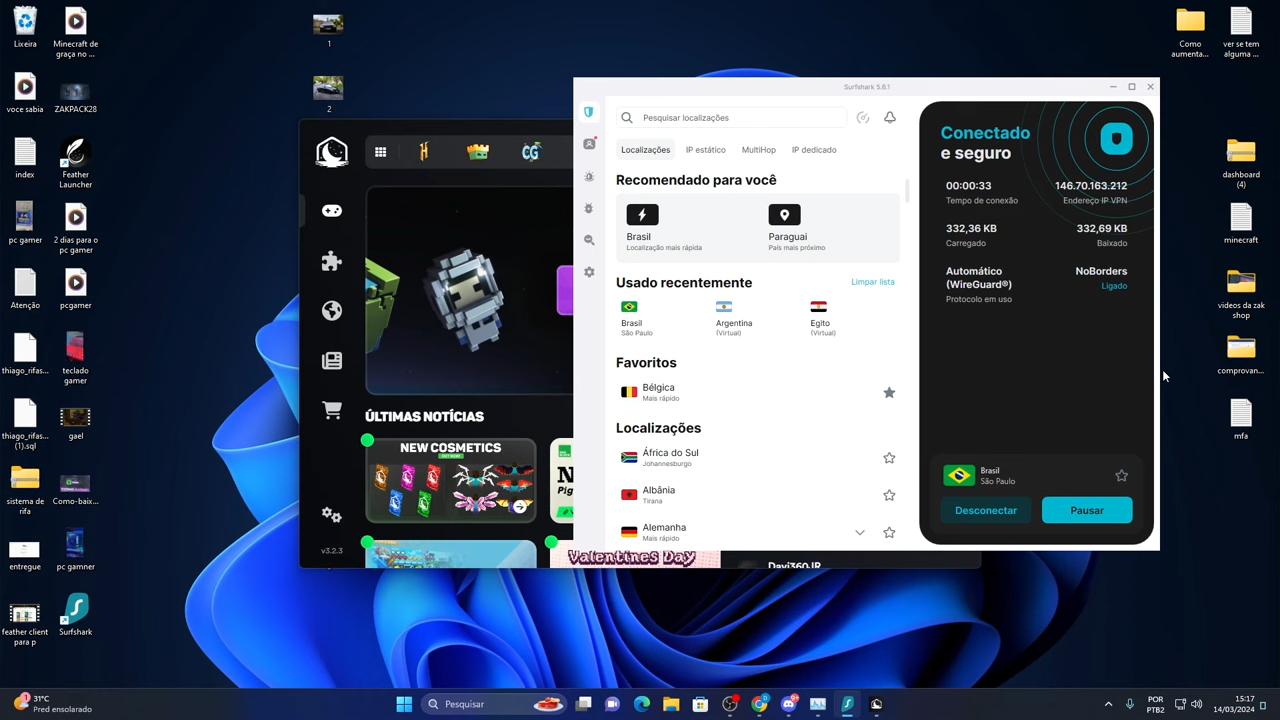 Lixeira
Minecraft de
graça no ...
voce sabia
ZAKPACK28
index
Feather
Launcher
pc gamer
2 dias para o
pc gamer
Atenção
pcgamer
thiago_rifas...
teclado
gamer
thiago_rifas...
(1).sql
gael
sistema de
rifa
Como-baix...
entregue
pc gamner
feather client
para p
Surfshark
1
2
ÚLTIMAS NOTÍCIAS
NEW COSMETICS
OUT NOW!
v3.2.3
Valentines Day
Davi360JR
Surfshark 5.6.1
Pesquisar localizações
Localizações
IP estático
MultiHop
IP dedicado
Recomendado para você
Brasil
Localização mais rápida
Paraguai
País mais próximo
Usado recentemente
Limpar lista
Brasil
São Paulo
Argentina
(Virtual)
Egito
(Virtual)
Favoritos
Bélgica
Mais rápido
Localizações
África do Sul
Johannesburgo
Albânia
Tirana
Alemanha
Mais rápido
Conectado
e seguro
00:00:33
Tempo de conexão
146.70.163.212
Endereço IP VPN
332,36 KB
Carregado
332,69 KB
Baixado
Automático
(WireGuard®)
Protocolo em uso
NoBorders
Ligado
Brasil
São Paulo
Desconectar
Pausar
Como
aumenta...
ver se tem
alguma ...
dashboard
(4)
minecraft
videos da zak
shop
comprovan...
mfa
31°C
Pred ensolarado
Pesquisar
POR
PTB2
15:17
14/03/2024